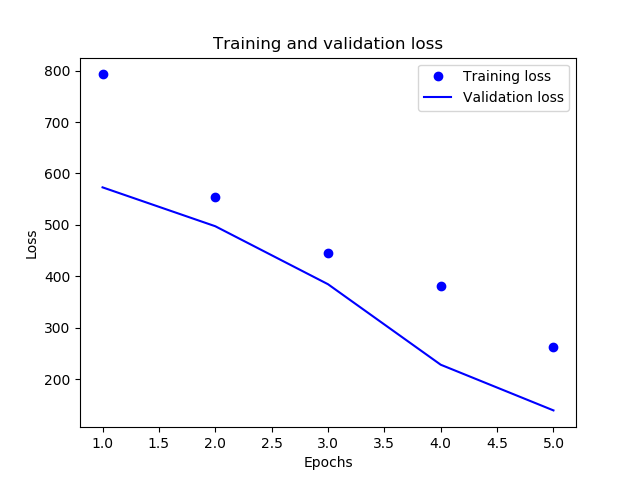 Training and validation loss
Training loss
Validation loss
800
700
600
500
400
300
200
Loss
1.0 1.5 2.0 2.5 3.0 3.5 4.0 4.5 5.0
Epochs